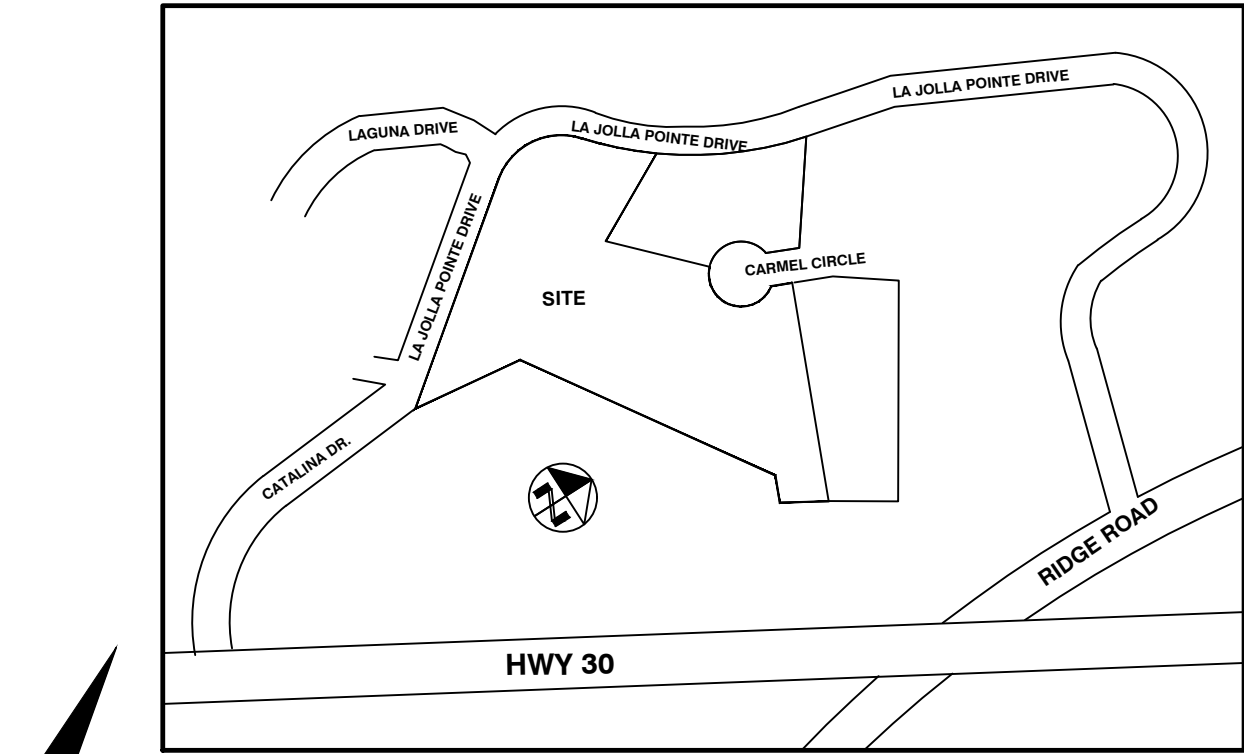 LA JOLLA POINTE DRIVE
LAGUNA DRIVE
LA JOLLA POINTE DRIVE
LA JOLLA POINTE DRIVE
CARMEL CIRCLE
SITE
CATALINA DR.
N
RIDGE ROAD
HWY 30